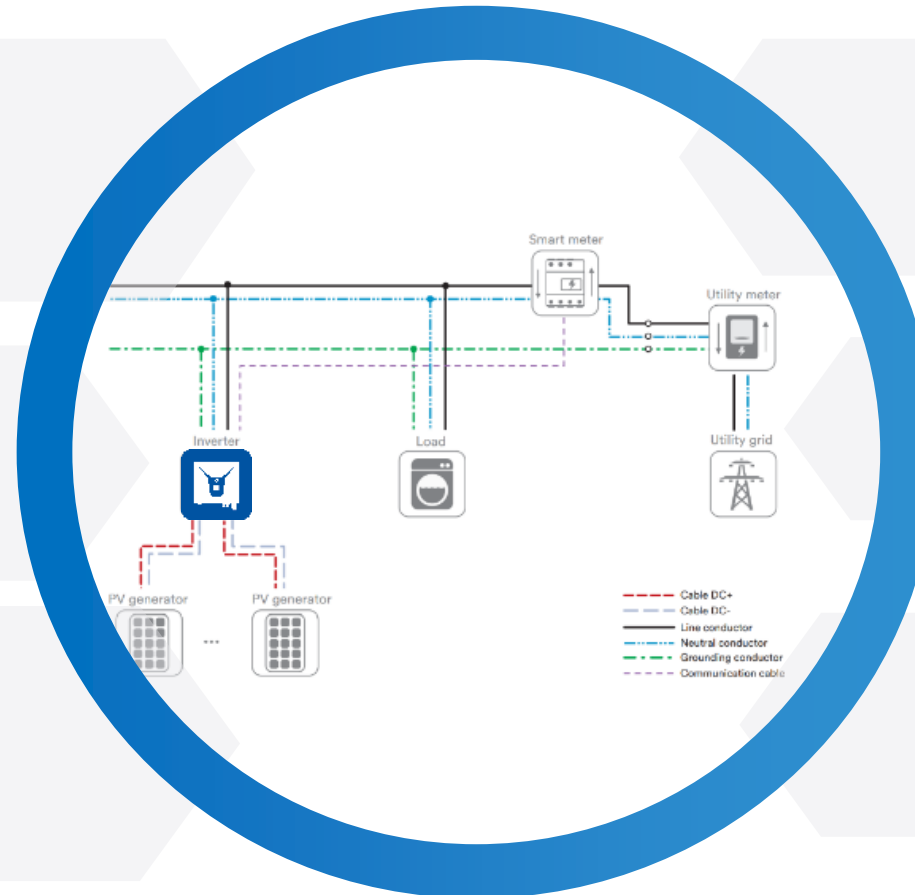 Smart meter
Utility meter
Inverter
Load
Utility grid
PV generator
PV generator
...
Cable DC+
Cable DC-
Line conductor
Neutral conductor
Grounding conductor
Communication cable